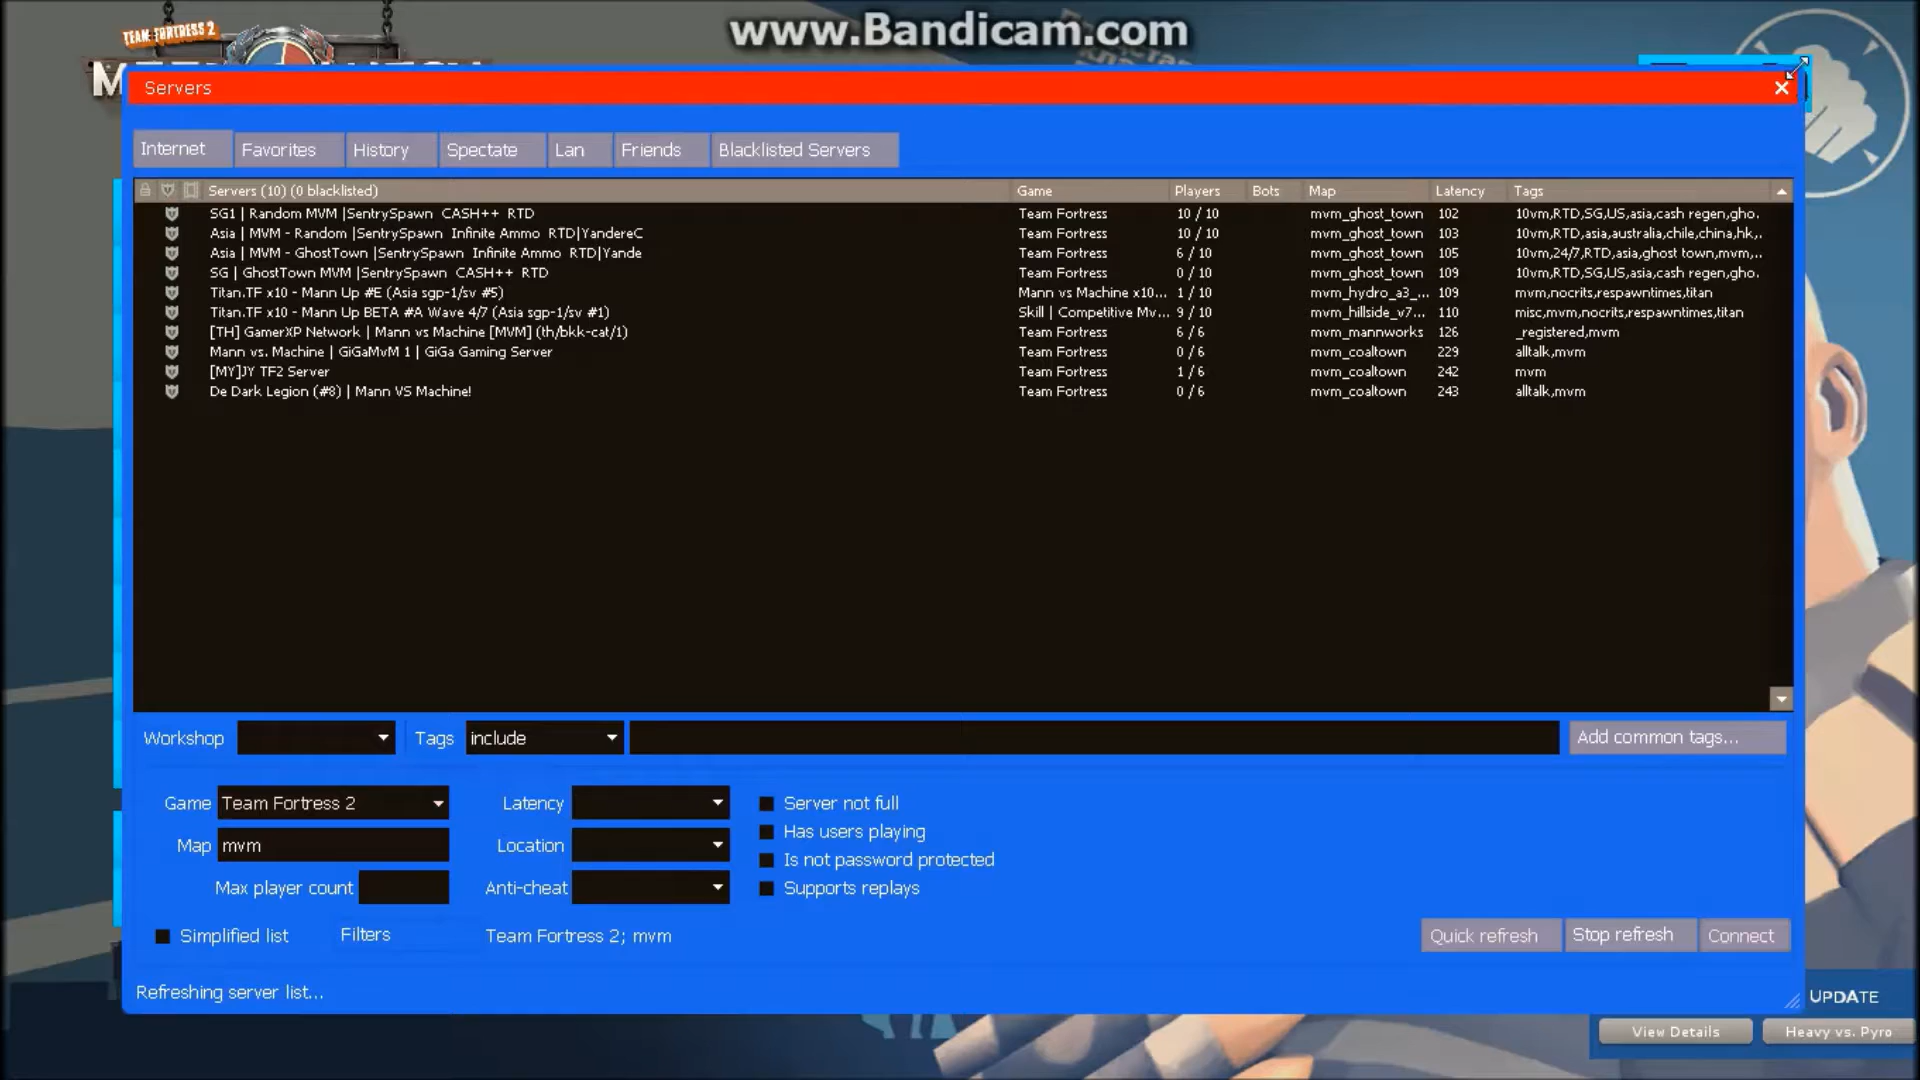 www.Bandicam.com
TEAM FORTRESS 2
Servers
Internet Favorites History Spectate Lan Friends Blacklisted Servers
Servers (10) (0 blacklisted) Game Players Bots Map Latency Tags
SG1 | Random MVM |SentrySpawn CASH++ RTD Team Fortress 10 / 10 mvm_ghost_town 102 10vm,RTD,SG,US,asia,cash regen,gho.
Asia | MVM - Random |SentrySpawn Infinite Ammo RTD|YandereC Team Fortress 10 / 10 mvm_ghost_town 103 10vm,RTD,asia,australia,chile,china,hk,.
Asia | MVM - GhostTown |SentrySpawn Infinite Ammo RTD|Yande Team Fortress 6 / 10 mvm_ghost_town 105 10vm,24/7,RTD,asia,ghost town,mvm,...
SG | GhostTown MVM |SentrySpawn CASH++ RTD Team Fortress 0 / 10 mvm_ghost_town 109 10vm,RTD,SG,US,asia,cash regen,gho.
Titan.TF x10 - Mann Up #E (Asia sgp-1/sv #5) Mann vs Machine x10... 1 / 10 mvm_hydro_a3_... 109 mvm,nocrits,respawntimes,titan
Titan.TF x10 - Mann Up BETA #A Wave 4/7 (Asia sgp-1/sv #1) Skill | Competitive Mv... 9 / 10 mvm_hillside_v7... 110 misc,mvm,nocrits,respawntimes,titan
[TH] GamerXP Network | Mann vs Machine [MVM] (th/bkk-cat/1) Team Fortress 6 / 6 mvm_mannworks 126 _registered,mvm
Mann vs. Machine | GiGaMvM 1 | GiGa Gaming Server Team Fortress 0 / 6 mvm_coaltown 229 alltalk,mvm
[MY]JY TF2 Server Team Fortress 1 / 6 mvm_coaltown 242 mvm
De Dark Legion (#8) | Mann VS Machine! Team Fortress 0 / 6 mvm_coaltown 243 alltalk,mvm
Workshop Tags include Add common tags...
Game Team Fortress 2 Latency Server not full
Has users playing
Map mvm Location
Is not password protected
Max player count Anti-cheat Supports replays
Simplified list Filters Team Fortress 2; mvm Quick refresh Stop refresh Connect
Refreshing server list...
UPDATE
View Details Heavy vs. Pyro